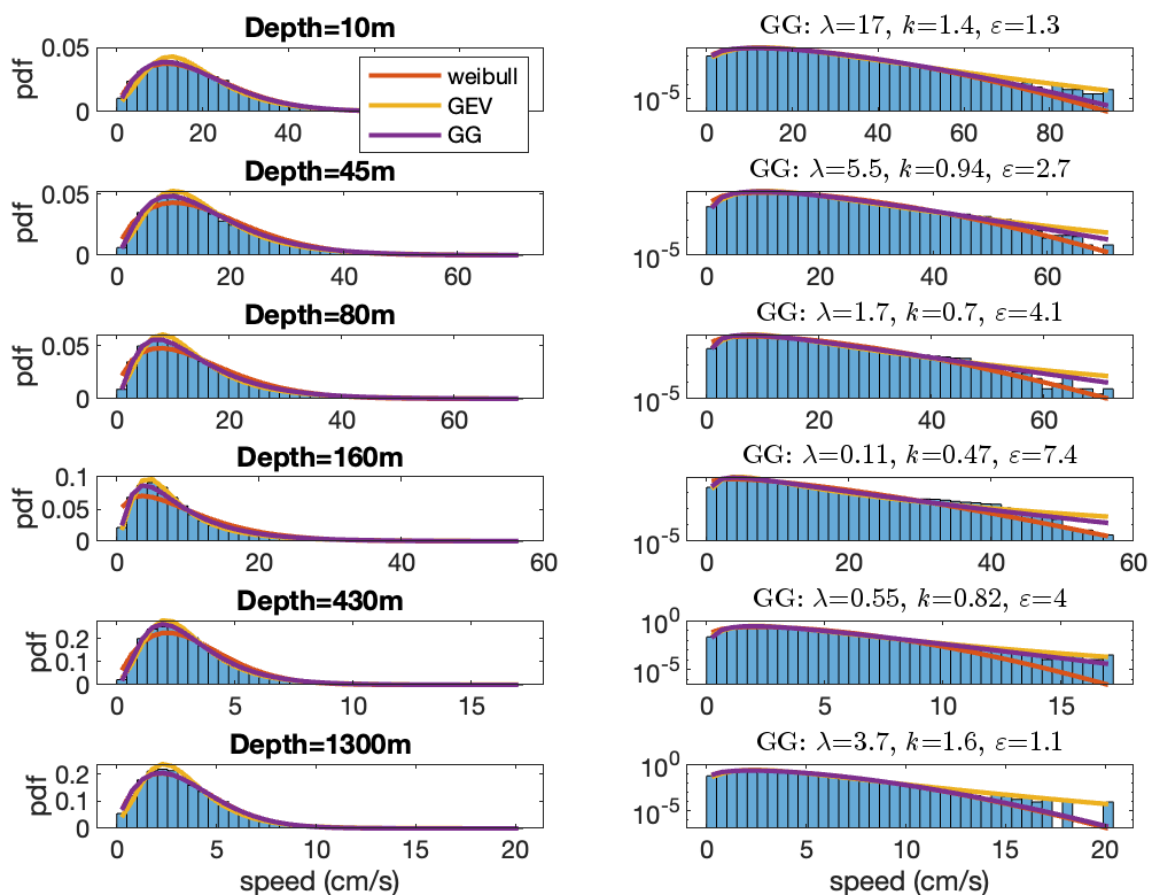 Depth=10m
GG: λ=17, k=1.4, ε=1.3
pdf
0.05
0
0 20 40
weibull
GEV
GG
10-5
0 20 40 60 80
Depth=45m
GG: λ=5.5, k=0.94, ε=2.7
pdf
0.05
0
0 20 40 60
10-5
0 20 40 60
Depth=80m
GG: λ=1.7, k=0.7, ε=4.1
pdf
0.05
0
0 20 40 60
10-5
0 20 40 60
Depth=160m
GG: λ=0.11, k=0.47, ε=7.4
pdf
0.1
0.05
0
0 20 40 60
10-5
0 20 40 60
Depth=430m
GG: λ=0.55, k=0.82, ε=4
pdf
0.2
0.1
0
0 5 10 15
100
10-5
0 5 10 15
Depth=1300m
GG: λ=3.7, k=1.6, ε=1.1
pdf
0.2
0.1
0
0 5 10 15 20
100
10-5
0 5 10 15 20
speed (cm/s)
speed (cm/s)